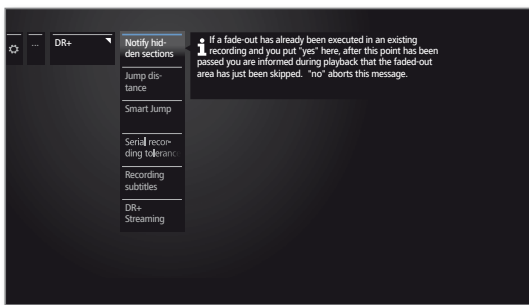 ...
DR+
Notify hid-
den sections
Jump dis-
tance
Smart Jump
Serial recor-
ding tolerance
Recording
subtitles
DR+
Streaming
If a fade-out has already been executed in an existing
recording and you put "yes" here, after this point has been
passed you are informed during playback that the faded-out
area has just been skipped. "no" aborts this message.